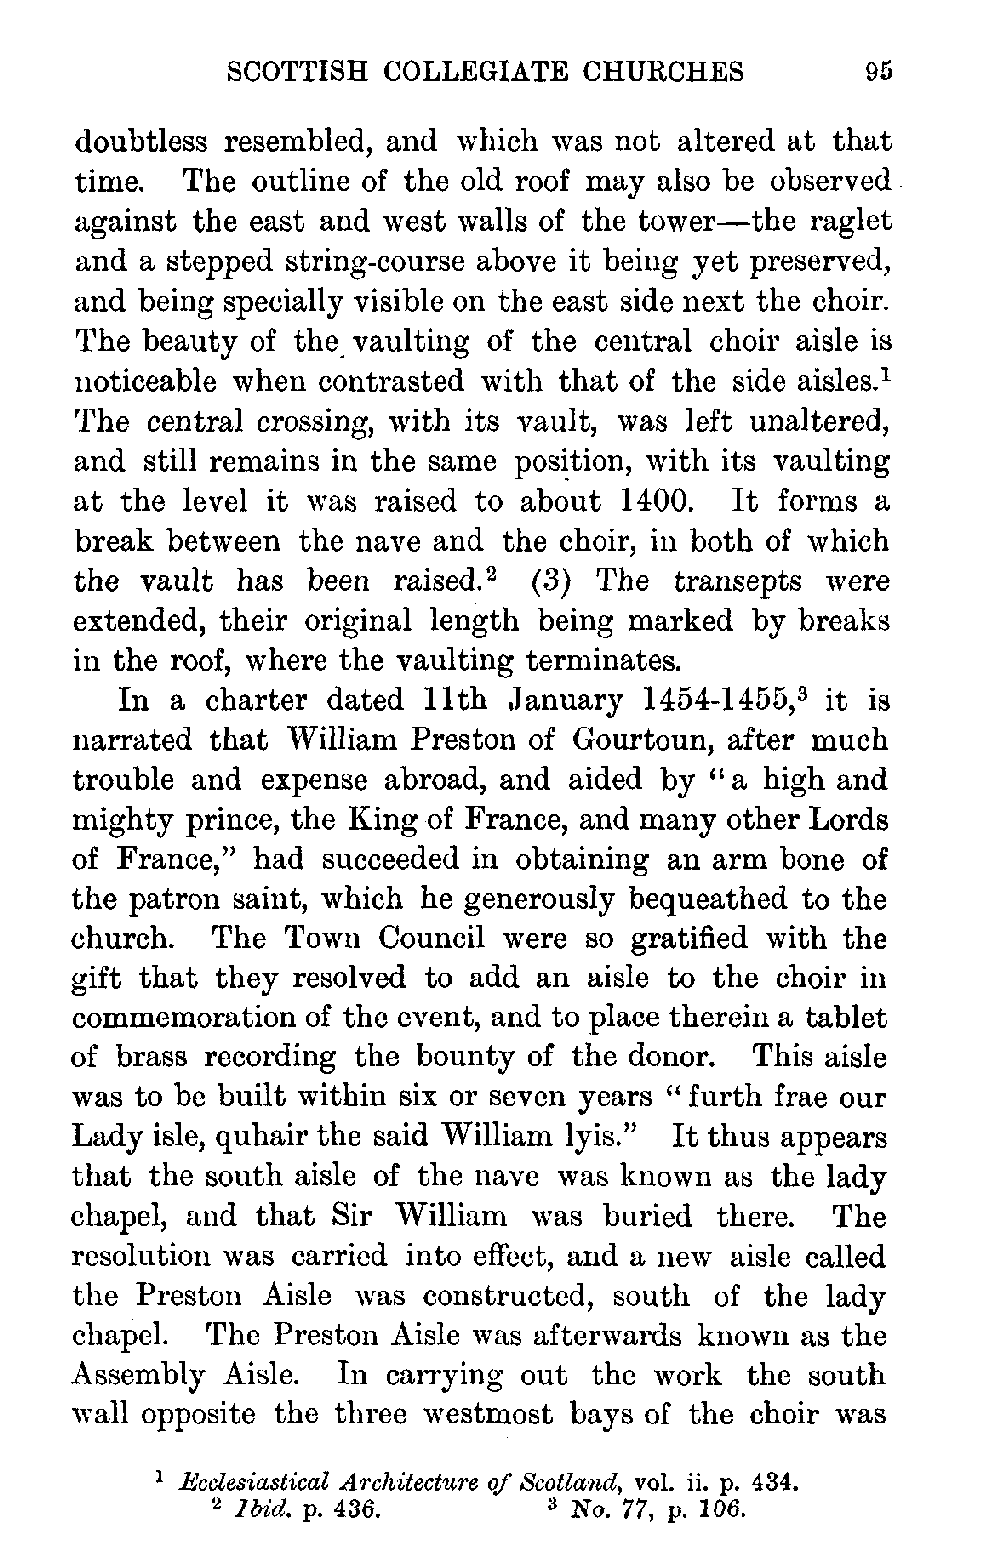 SCOTTISH COLLEGIATE CHURCHES 95
doubtless resembled, and which was not altered at that
time. The outline of the old roof may also be observed
against the east and west walls of the tower—the raglet
and a stepped string-course above it being yet preserved,
and being specially visible on the east side next the choir.
The beauty of the vaulting of the central choir aisle is
noticeable when contrasted with that of the side aisles.¹
The central crossing, with its vault, was left unaltered,
and still remains in the same position, with its vaulting
at the level it was raised to about 1400. It forms a
break between the nave and the choir, in both of which
the vault has been raised.² (3) The transepts were
extended, their original length being marked by breaks
in the roof, where the vaulting terminates.
In a charter dated 11th January 1454-1455,³ it is
narrated that William Preston of Gourtoun, after much
trouble and expense abroad, and aided by "a high and
mighty prince, the King of France, and many other Lords
of France," had succeeded in obtaining an arm bone of
the patron saint, which he generously bequeathed to the
church. The Town Council were so gratified with the
gift that they resolved to add an aisle to the choir in
commemoration of the event, and to place therein a tablet
of brass recording the bounty of the donor. This aisle
was to be built within six or seven years "furth frae our
Lady isle, quhair the said William lyis." It thus appears
that the south aisle of the nave was known as the lady
chapel, and that Sir William was buried there. The
resolution was carried into effect, and a new aisle called
the Preston Aisle was constructed, south of the lady
chapel. The Preston Aisle was afterwards known as the
Assembly Aisle. In carrying out the work the south
wall opposite the three westmost bays of the choir was
¹ Ecclesiastical Architecture of Scotland, vol. ii. p. 434.
² Ibid. p. 436. ³ No. 77, p. 106.